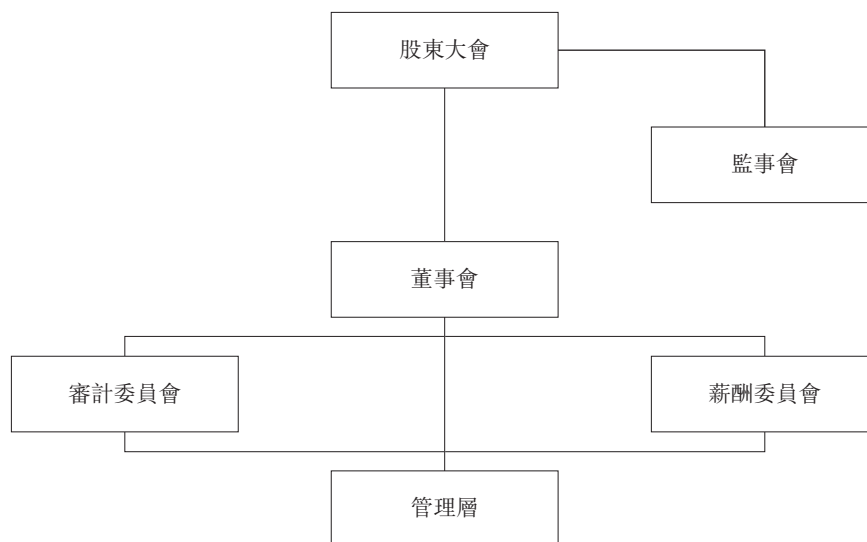 股東大會
監事會
董事會
審計委員會
薪酬委員會
管理層